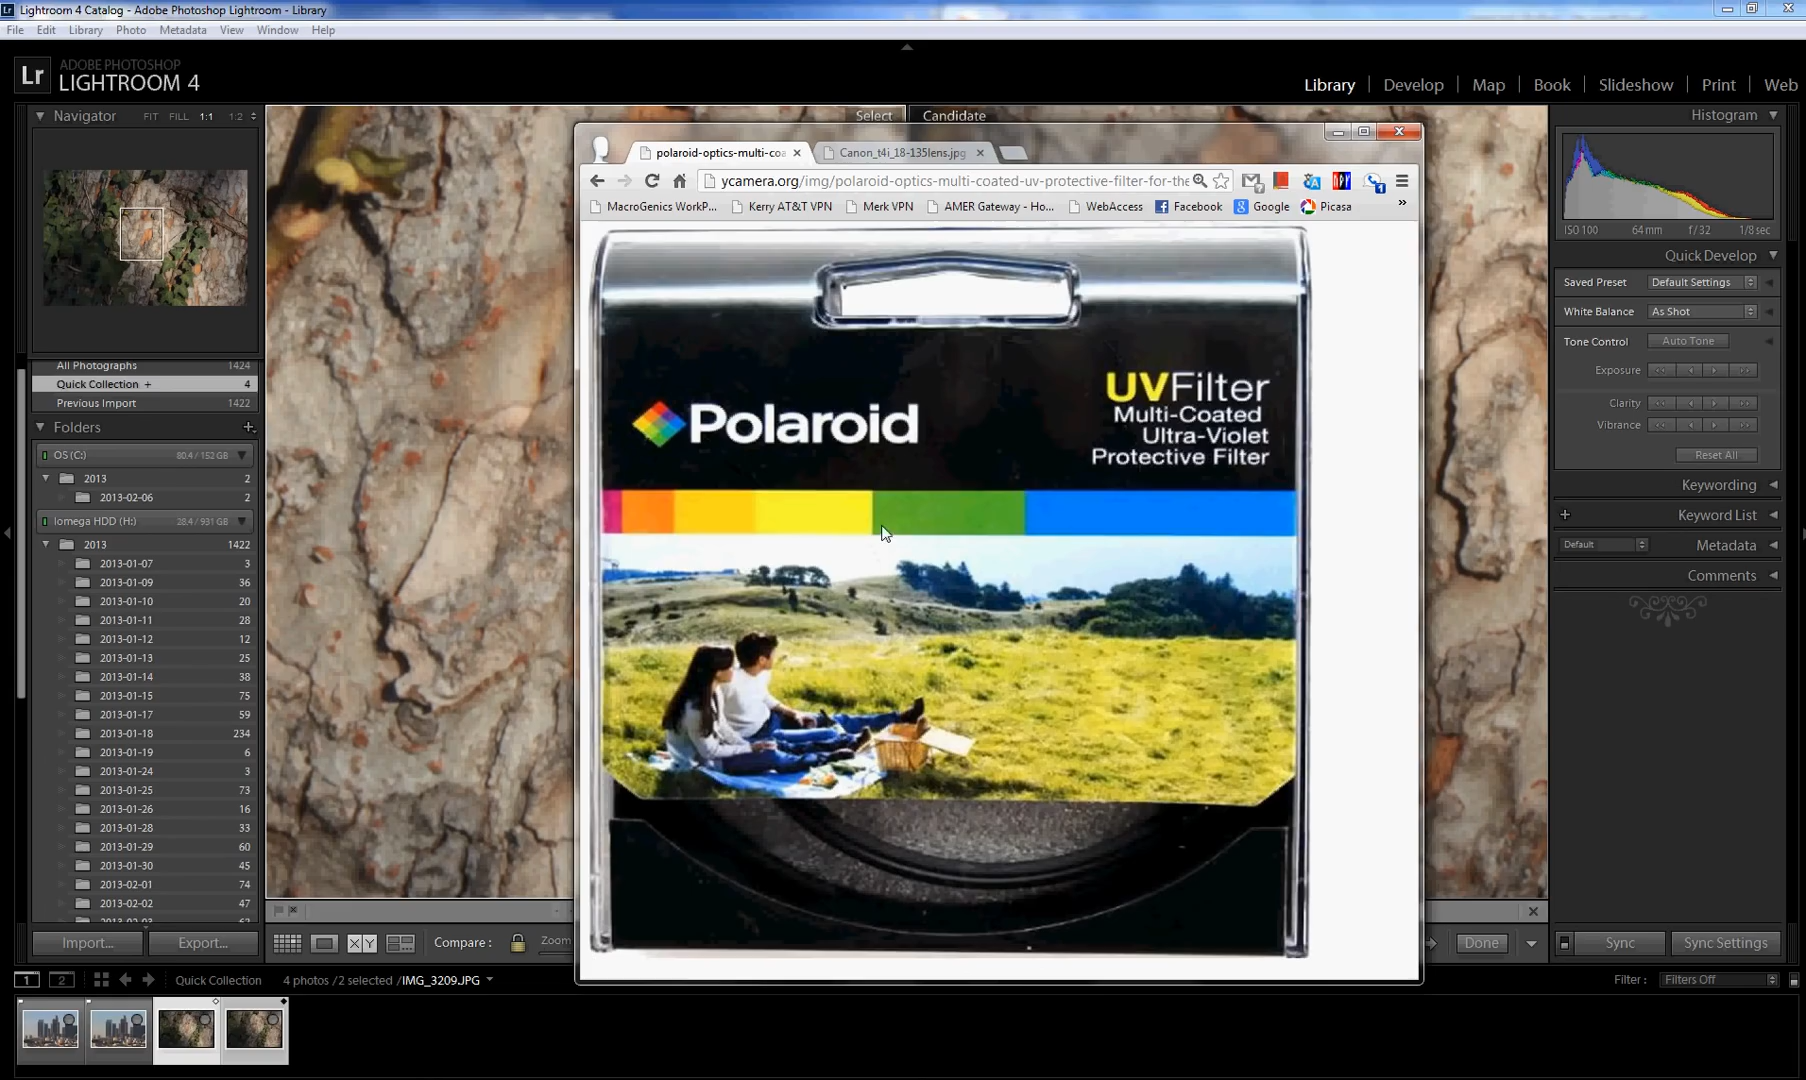 Lightroom 4 Catalog - Adobe Photoshop Lightroom - Library
File Edit Library Photo Metadata View Window Help
Lr ADOBE PHOTOSHOP
LIGHTROOM 4
Library Develop Map Book Slideshow Print Web
Navigator FIT FILL 1:1 1:2
All Photographs 1424
Quick Collection + 4
Previous Import 1422
Folders +
OS (C:) 80.4 / 152 GB
2013 2
2013-02-06 2
Iomega HDD (H:) 28.4 / 931 GB
2013 1422
2013-01-07 3
2013-01-09 36
2013-01-10 20
2013-01-11 28
2013-01-12 12
2013-01-13 25
2013-01-14 38
2013-01-15 75
2013-01-17 59
2013-01-18 234
2013-01-19 6
2013-01-24 3
2013-01-25 73
2013-01-26 16
2013-01-28 33
2013-01-29 60
2013-01-30 45
2013-02-01 74
2013-02-02 47
Import... Export...
Select Candidate
polaroid-optics-multi-coa Canon_t4i_18-135lens.jpg
ycamera.org/img/polaroid-optics-multi-coated-uv-protective-filter-for-the
MacroGenics WorkP... Kerry AT&T VPN Merk VPN AMER Gateway - Ho... WebAccess Facebook Google Picasa »
Polaroid
UVFilter
Multi-Coated
Ultra-Violet
Protective Filter
Histogram
ISO 100 64 mm f / 32 1/8 sec
Quick Develop
Saved Preset Default Settings
White Balance As Shot
Tone Control Auto Tone
Exposure
Clarity
Vibrance
Reset All
Keywording
+ Keyword List
Default Metadata
Comments
XY Compare : Zoom Done
Sync Sync Settings
1 2 Quick Collection 4 photos /2 selected /IMG_3209.JPG
Filter : Filters Off